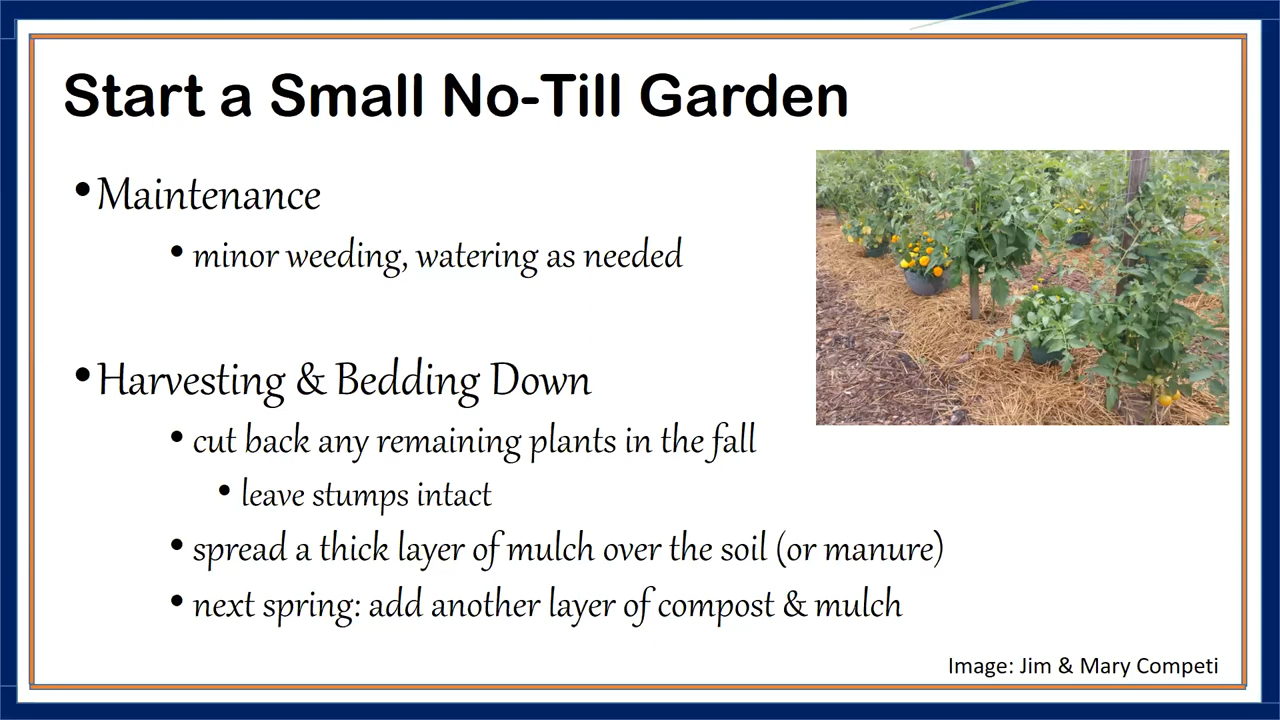 Start a Small No-Till Garden
•Maintenance
• minor weeding, watering as needed
•Harvesting & Bedding Down
• cut back any remaining plants in the fall
• leave stumps intact
• spread a thick layer of mulch over the soil (or manure)
• next spring: add another layer of compost & mulch
Image: Jim & Mary Competi